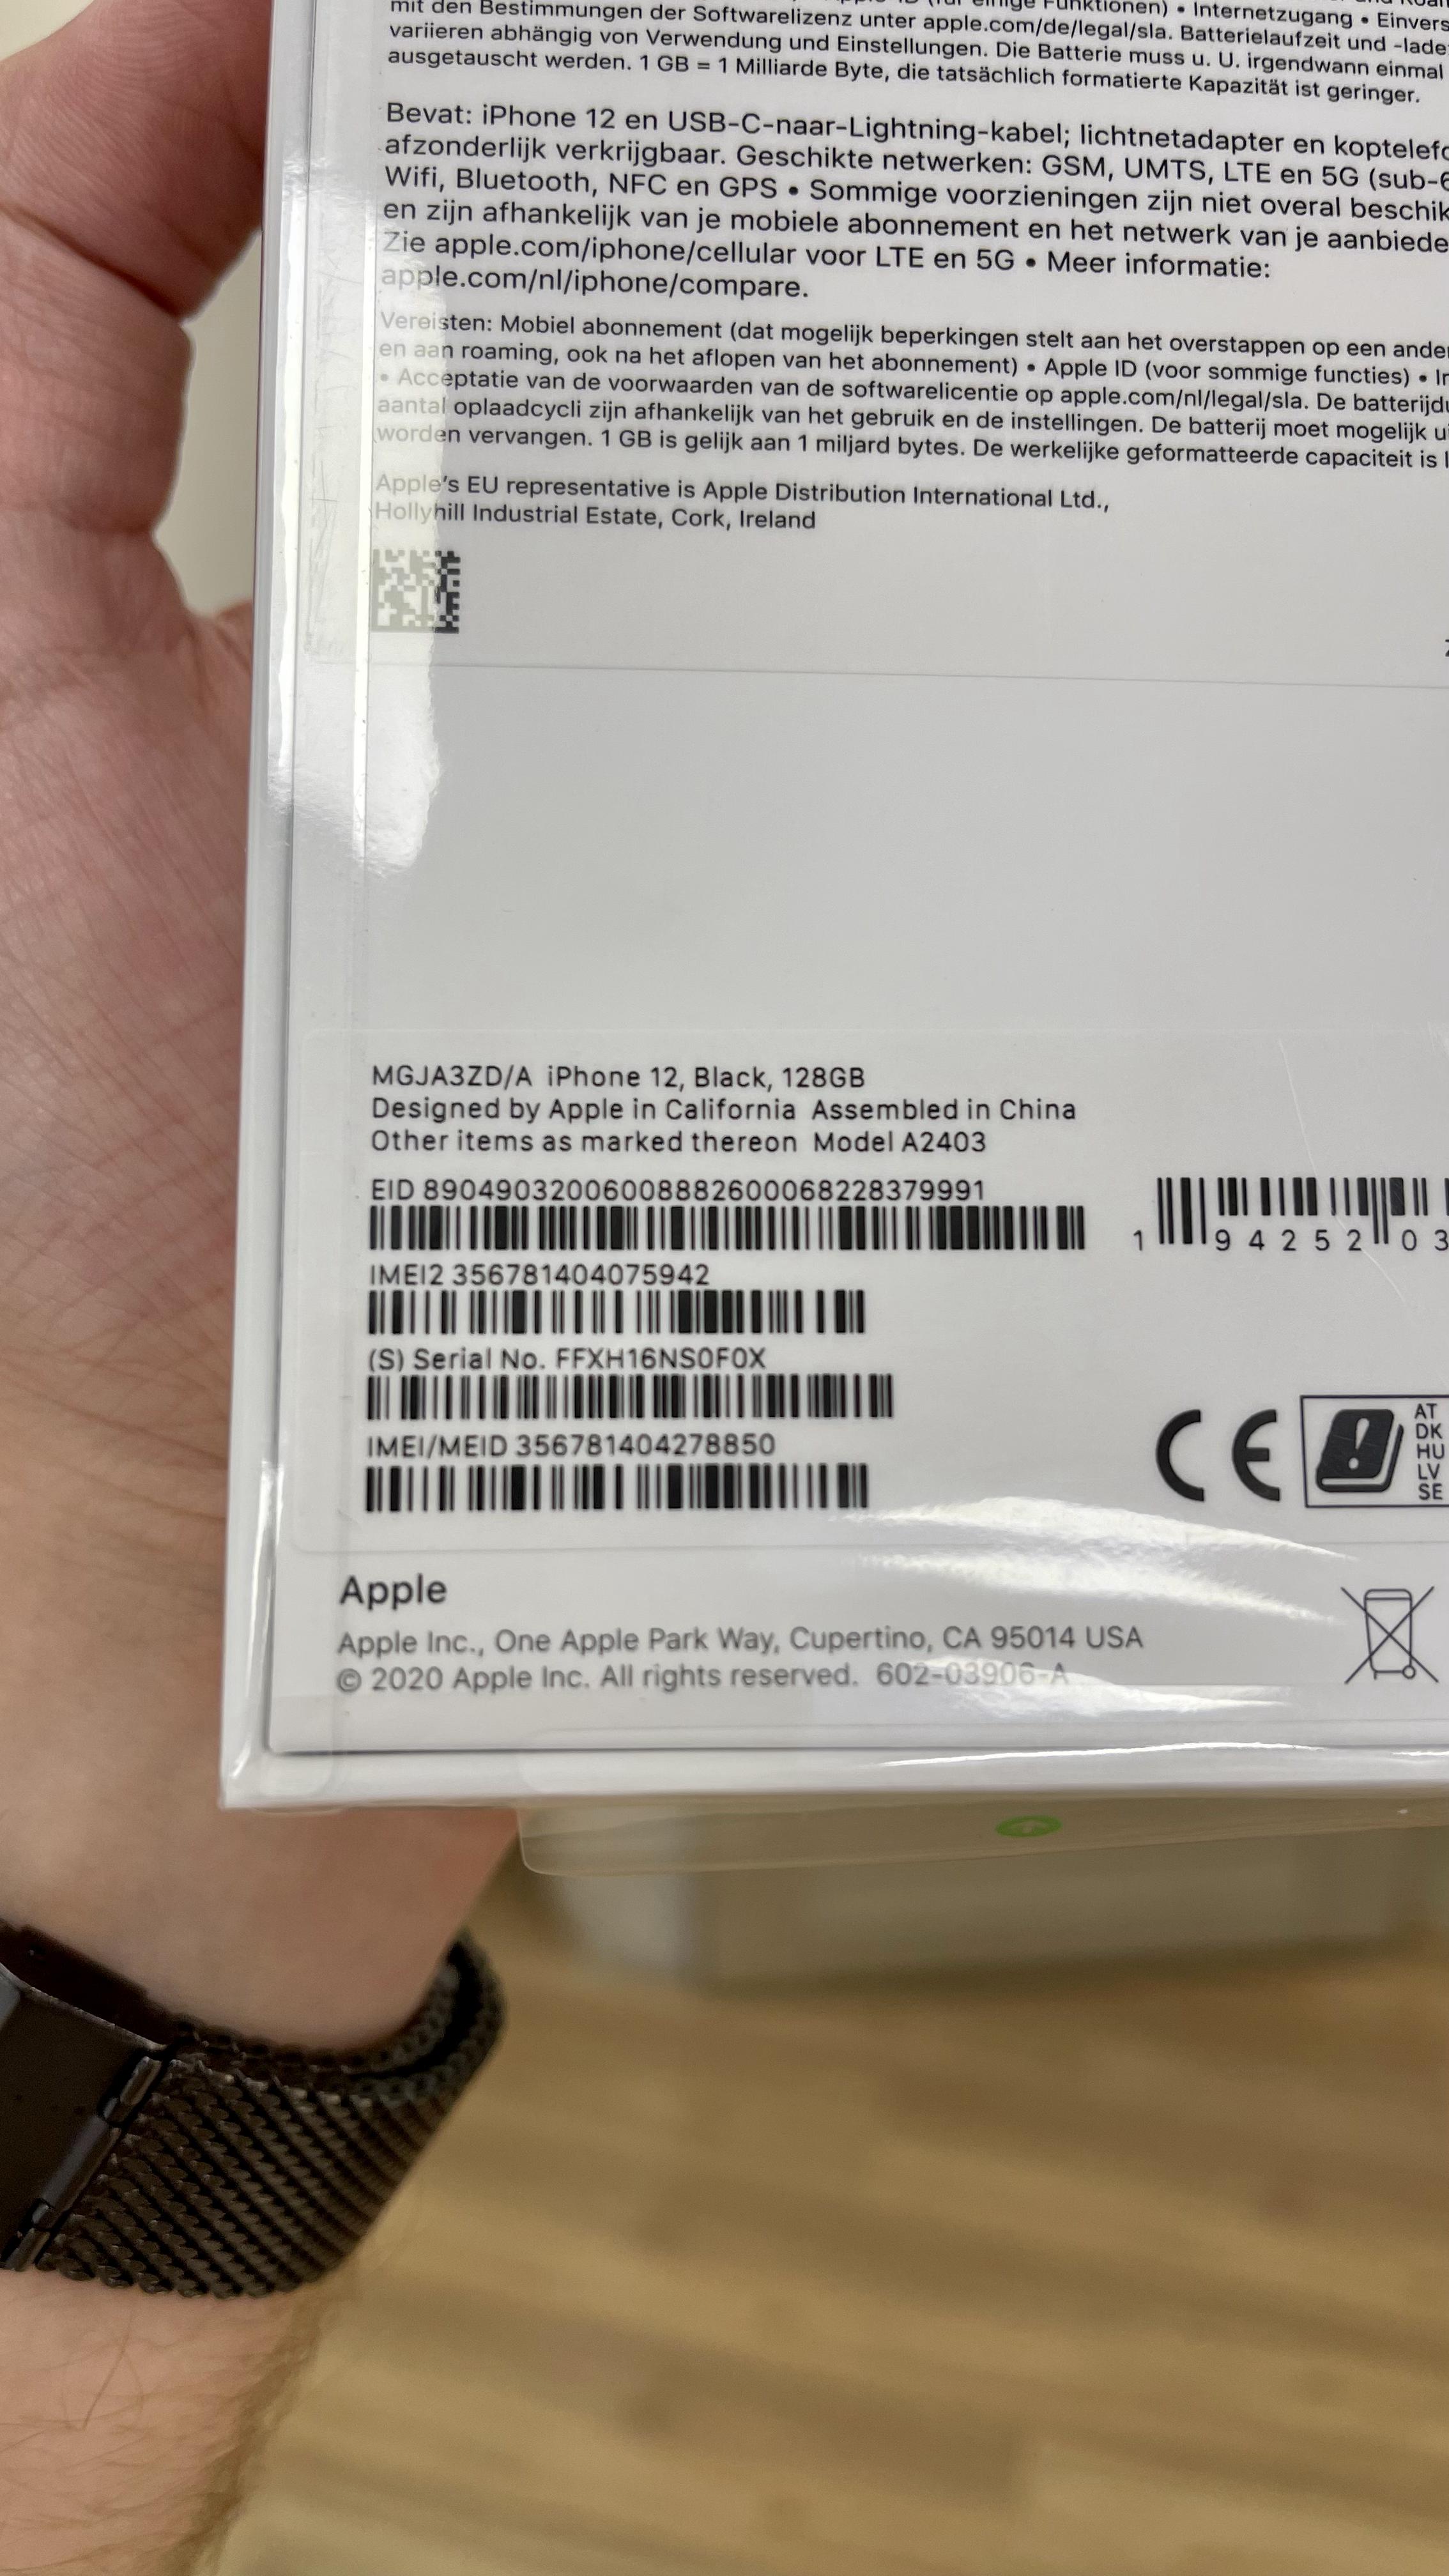 mit den Bestimmungen der Softwarelizenz unter apple.com/de/legal/sla. Batterielaufzeit und -lade
variieren abhängig von Verwendung und Einstellungen. Die Batterie muss u. U. irgendwann einmal
ausgetauscht werden. 1 GB = 1 Milliarde Byte, die tatsächlich formatierte Kapazität ist geringer.
Bevat: iPhone 12 en USB-C-naar-Lightning-kabel; lichtnetadapter en koptelefo
afzonderlijk verkrijgbaar. Geschikte netwerken: GSM, UMTS, LTE en 5G (sub-6
Wifi, Bluetooth, NFC en GPS • Sommige voorzieningen zijn niet overal beschik
en zijn afhankelijk van je mobiele abonnement en het netwerk van je aanbiede
Zie apple.com/iphone/cellular voor LTE en 5G • Meer informatie:
apple.com/nl/iphone/compare.
Vereisten: Mobiel abonnement (dat mogelijk beperkingen stelt aan het overstappen op een ander
en aan roaming, ook na het aflopen van het abonnement) • Apple ID (voor sommige functies) • In
• Acceptatie van de voorwaarden van de softwarelicentie op apple.com/nl/legal/sla. De batterijdu
aantal oplaadcycli zijn afhankelijk van het gebruik en de instellingen. De batterij moet mogelijk ui
worden vervangen. 1 GB is gelijk aan 1 miljard bytes. De werkelijke geformatteerde capaciteit is l
Apple's EU representative is Apple Distribution International Ltd.,
Hollyhill Industrial Estate, Cork, Ireland
MGJA3ZD/A iPhone 12, Black, 128GB
Designed by Apple in California Assembled in China
Other items as marked thereon Model A2403
EID 89049032006008882600068228379991
1 94252 03
IMEI2 356781404075942
(S) Serial No. FFXH16NS0F0X
IMEI/MEID 356781404278850
CE
AT
DK
HU
LV
SE
Apple
Apple Inc., One Apple Park Way, Cupertino, CA 95014 USA
© 2020 Apple Inc. All rights reserved. 602-03906-A